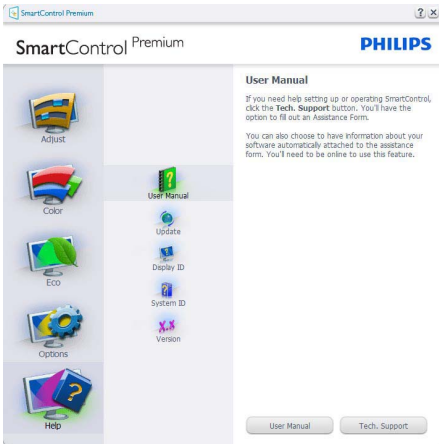 SmartControl Premium
SmartControl Premium
PHILIPS
Adjust
Color
Eco
Options
Help
User Manual
Update
Display ID
System ID
Version
User Manual
If you need help setting up or operating SmartControl,
click the Tech. Support button. You'll have the
option to fill out an Assistance Form.
You can also choose to have information about your
software automatically attached to the assistance
form. You'll need to be online to use this feature.
User Manual
Tech. Support